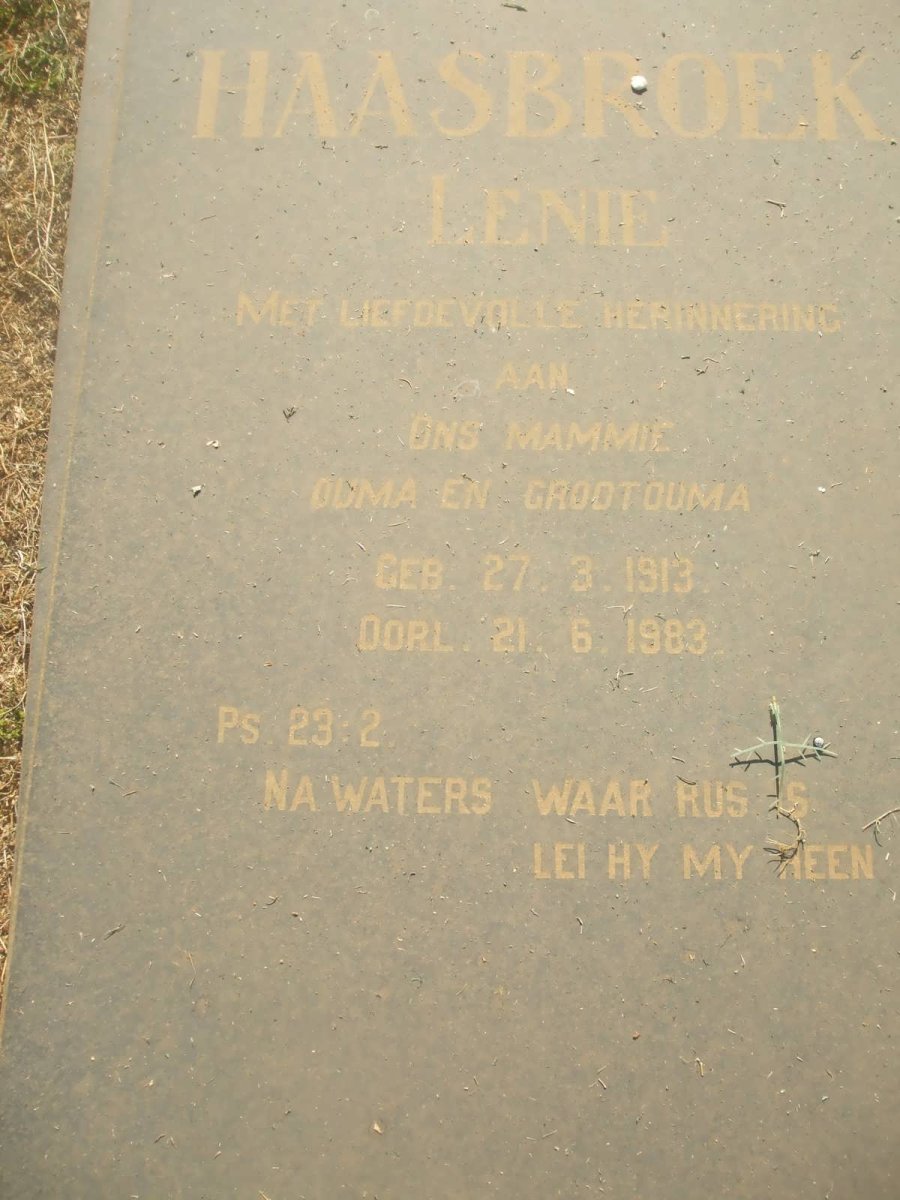 HAASBROEK
LENIE
MET LIEFDEVOLLE HERINNERING
AAN
ONS MAMMIE
OUMA EN GROOTOUMA
GEB. 27. 3. 1913.
OORL. 21. 6. 1983.
PS. 23:2.
NA WATERS WAAR RUS IS
LEI HY MY HEEN